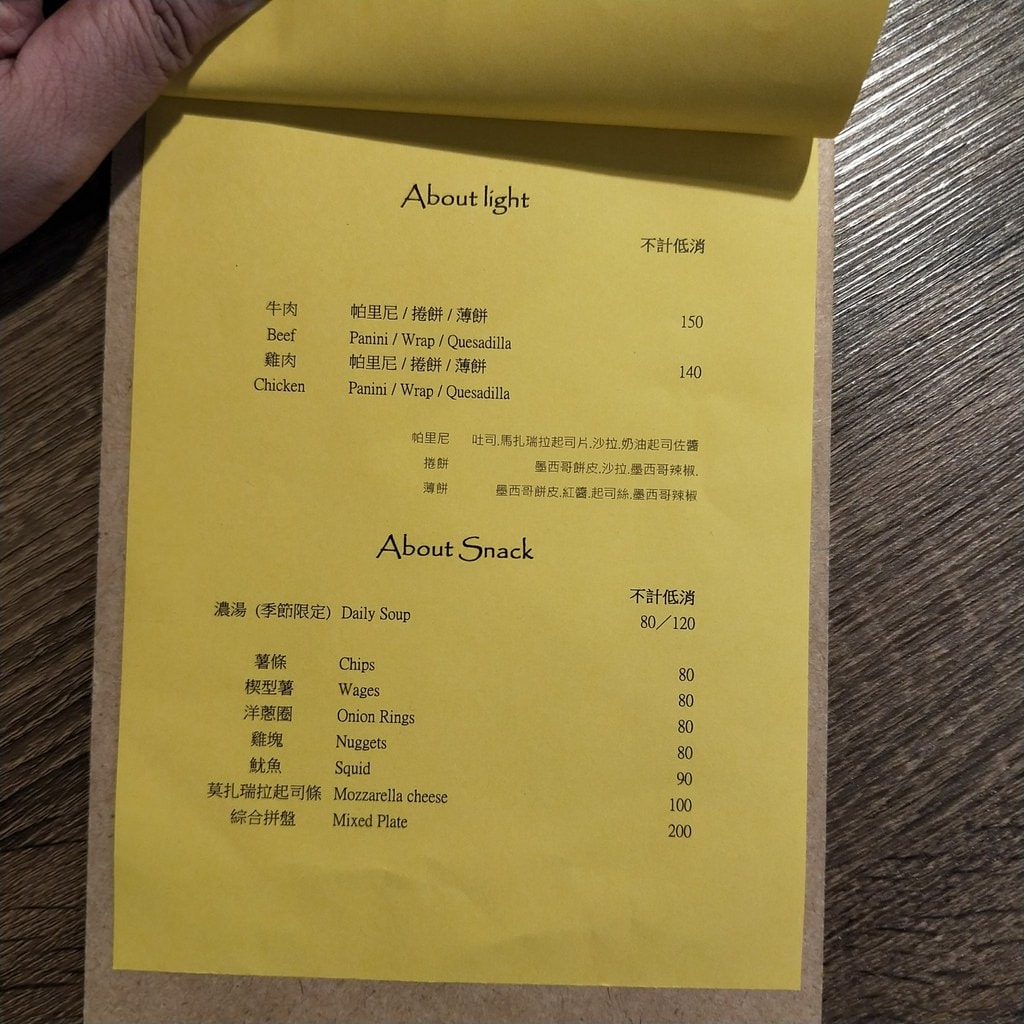 About light
不計低消
牛肉 帕里尼 / 捲餅 / 薄餅 150
Beef Panini / Wrap / Quesadilla
雞肉 帕里尼 / 捲餅 / 薄餅 140
Chicken Panini / Wrap / Quesadilla
帕里尼 吐司.馬扎瑞拉起司片.沙拉.奶油起司佐醬
捲餅 墨西哥餅皮.沙拉.墨西哥辣椒.
薄餅 墨西哥餅皮.紅醬.起司絲.墨西哥辣椒
About Snack
不計低消
濃湯 (季節限定) Daily Soup 80／120
薯條 Chips 80
楔型薯 Wages 80
洋蔥圈 Onion Rings 80
雞塊 Nuggets 80
魷魚 Squid 90
莫扎瑞拉起司條 Mozzarella cheese 100
綜合拼盤 Mixed Plate 200